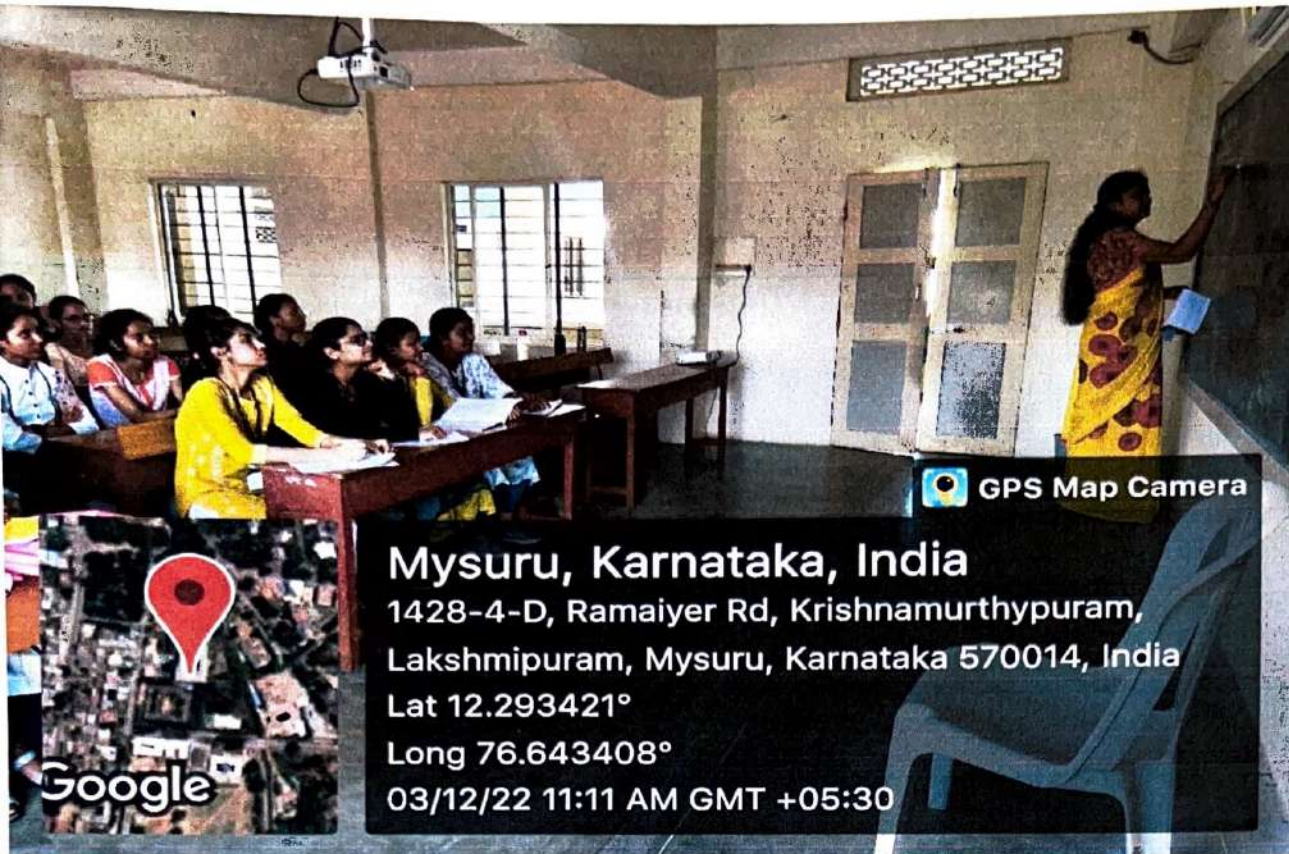 GPS Map Camera
Mysuru, Karnataka, India
1428-4-D, Ramaiyer Rd, Krishnamurthypuram,
Lakshmipuram, Mysuru, Karnataka 570014, India
Lat 12.293421°
Long 76.643408°
03/12/22 11:11 AM GMT +05:30
Google